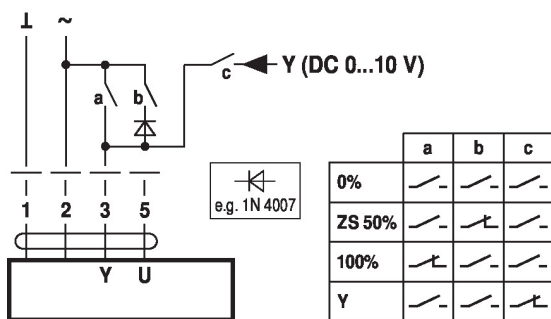 ⊥ ~
a b c Y (DC 0...10 V)
1 2 3 5
e.g. 1N 4007
Y U
a b c
0%
ZS 50%
100%
Y